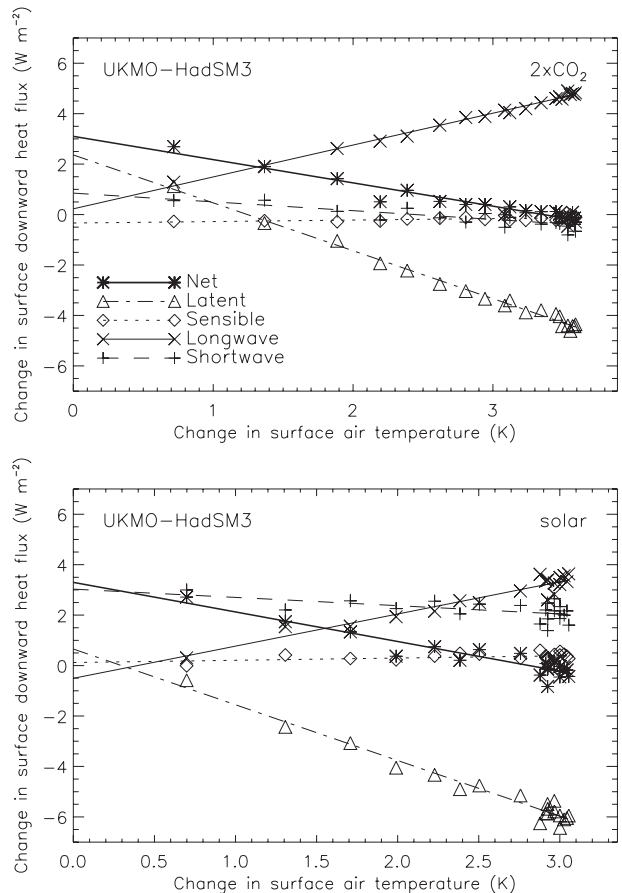 Change in surface downward heat flux (W m⁻²)
6
4
2
0
−2
−4
−6
UKMO−HadSM3
2xCO₂
Net
Latent
Sensible
Longwave
Shortwave
0
1
2
3
Change in surface air temperature (K)
Change in surface downward heat flux (W m⁻²)
6
4
2
0
−2
−4
−6
UKMO−HadSM3
solar
0.0
0.5
1.0
1.5
2.0
2.5
3.0
Change in surface air temperature (K)